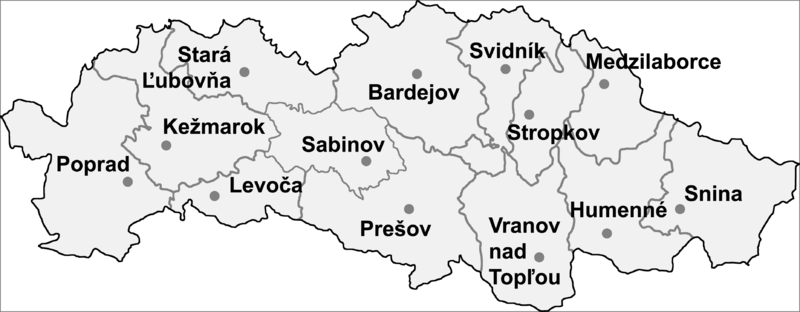 Stará
Ľubovňa
Svidník
Medzilaborce
Bardejov
Kežmarok
Stropkov
Sabinov
Poprad
Levoča
Snina
Humenné
Prešov
Vranov
nad
Topľou